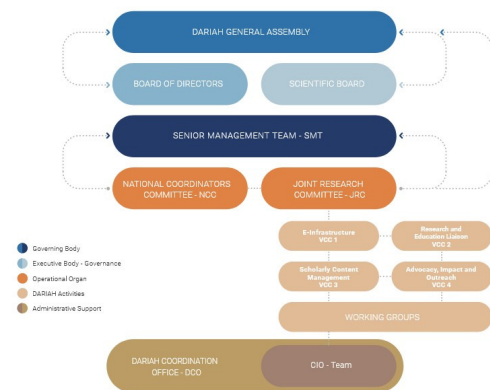 DARIAH GENERAL ASSEMBLY
BOARD OF DIRECTORS
SCIENTIFIC BOARD
SENIOR MANAGEMENT TEAM - SMT
NATIONAL COORDINATORS
COMMITTEE - NCC
JOINT RESEARCH
COMMITTEE - JRC
E-Infrastructure
VCC 1
Research and
Education Liaison
VCC 2
Scholarly Content
Management
VCC 3
Advocacy, Impact and
Outreach
VCC 4
WORKING GROUPS
Governing Body
Executive Body - Governance
Operational Organ
DARIAH Activities
Administrative Support
DARIAH COORDINATION
OFFICE - DCO
CIO - Team